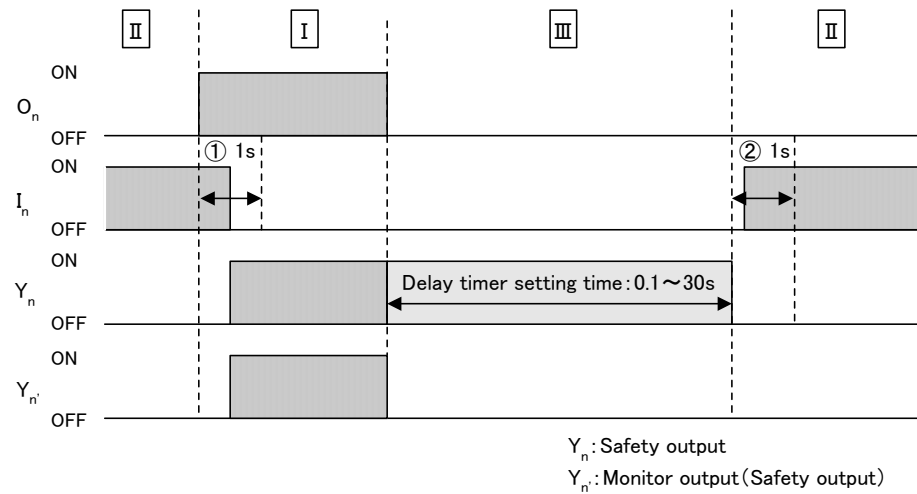 Ⅱ Ⅰ Ⅲ Ⅱ
ON
On
OFF
① 1s ② 1s
ON
In
OFF
ON
Yn
Delay timer setting time:0.1～30s
OFF
ON
Yn'
OFF
Yn:Safety output
Yn':Monitor output(Safety output)